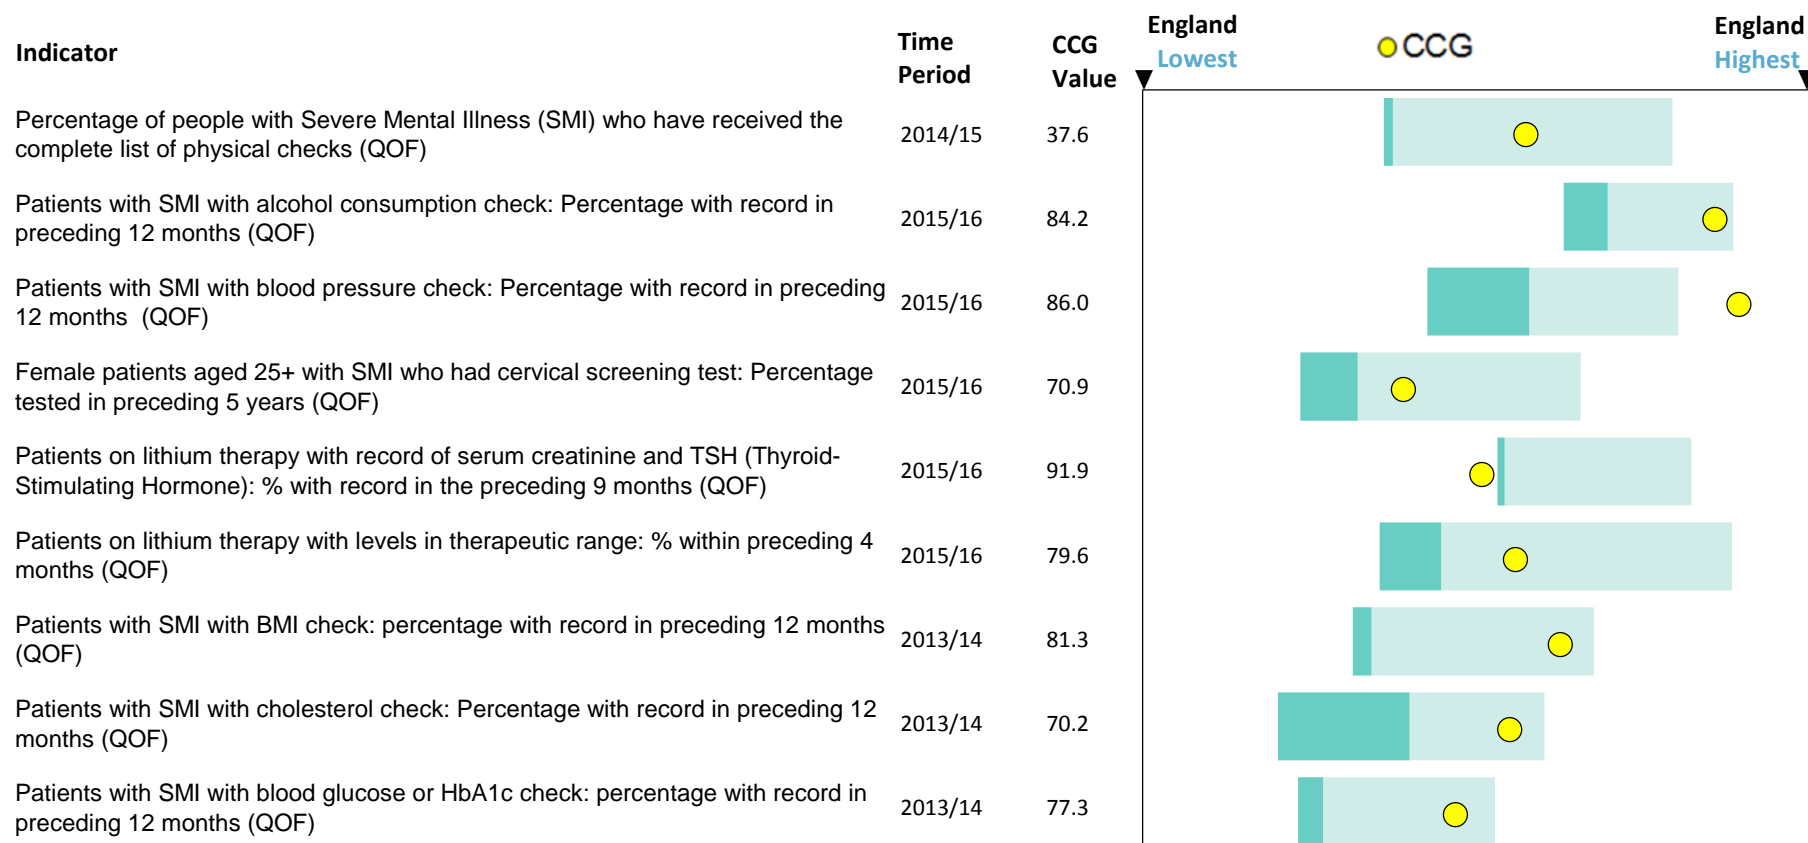 Indicator
Time Period
CCG Value
England Lowest
CCG
England Highest
Percentage of people with Severe Mental Illness (SMI) who have received the
complete list of physical checks (QOF)
2014/15
37.6
Patients with SMI with alcohol consumption check: Percentage with record in
preceding 12 months (QOF)
2015/16
84.2
Patients with SMI with blood pressure check: Percentage with record in preceding
12 months  (QOF)
2015/16
86.0
Female patients aged 25+ with SMI who had cervical screening test: Percentage
tested in preceding 5 years (QOF)
2015/16
70.9
Patients on lithium therapy with record of serum creatinine and TSH (Thyroid-
Stimulating Hormone): % with record in the preceding 9 months (QOF)
2015/16
91.9
Patients on lithium therapy with levels in therapeutic range: % within preceding 4
months (QOF)
2015/16
79.6
Patients with SMI with BMI check: percentage with record in preceding 12 months
(QOF)
2013/14
81.3
Patients with SMI with cholesterol check: Percentage with record in preceding 12
months (QOF)
2013/14
70.2
Patients with SMI with blood glucose or HbA1c check: percentage with record in
preceding 12 months (QOF)
2013/14
77.3